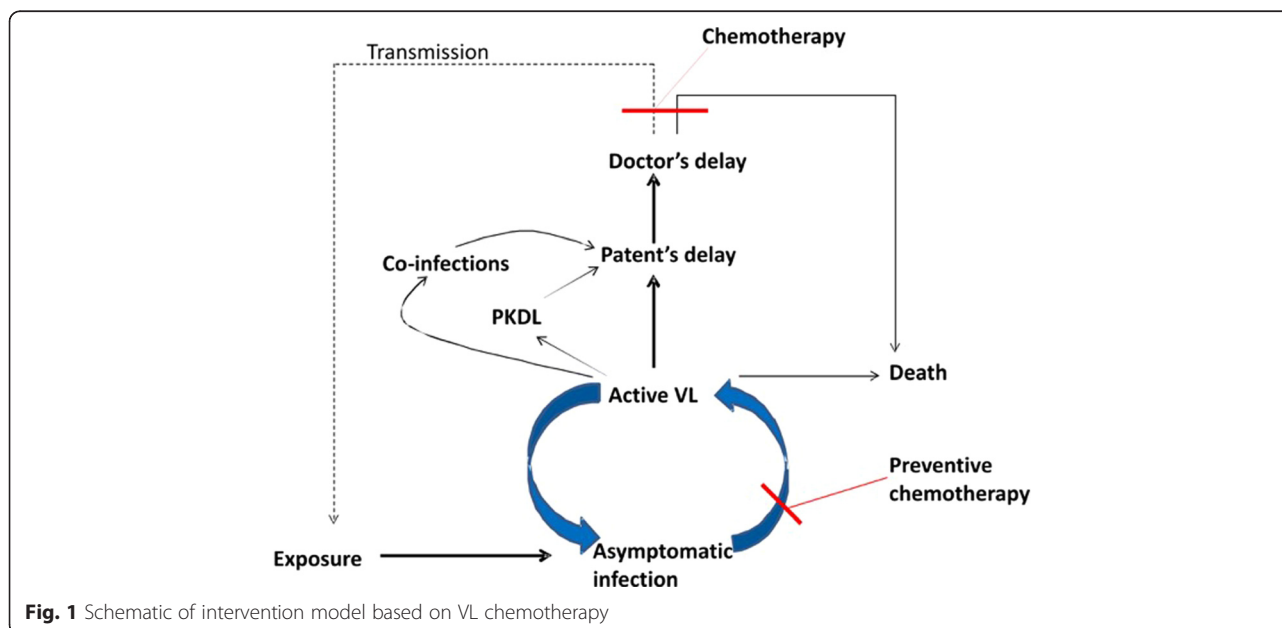 Chemotherapy
Transmission
Doctor's delay
Patent's delay
Co-infections
PKDL
Death
Active VL
Preventive
chemotherapy
Asymptomatic
infection
Exposure
Fig. 1 Schematic of intervention model based on VL chemotherapy